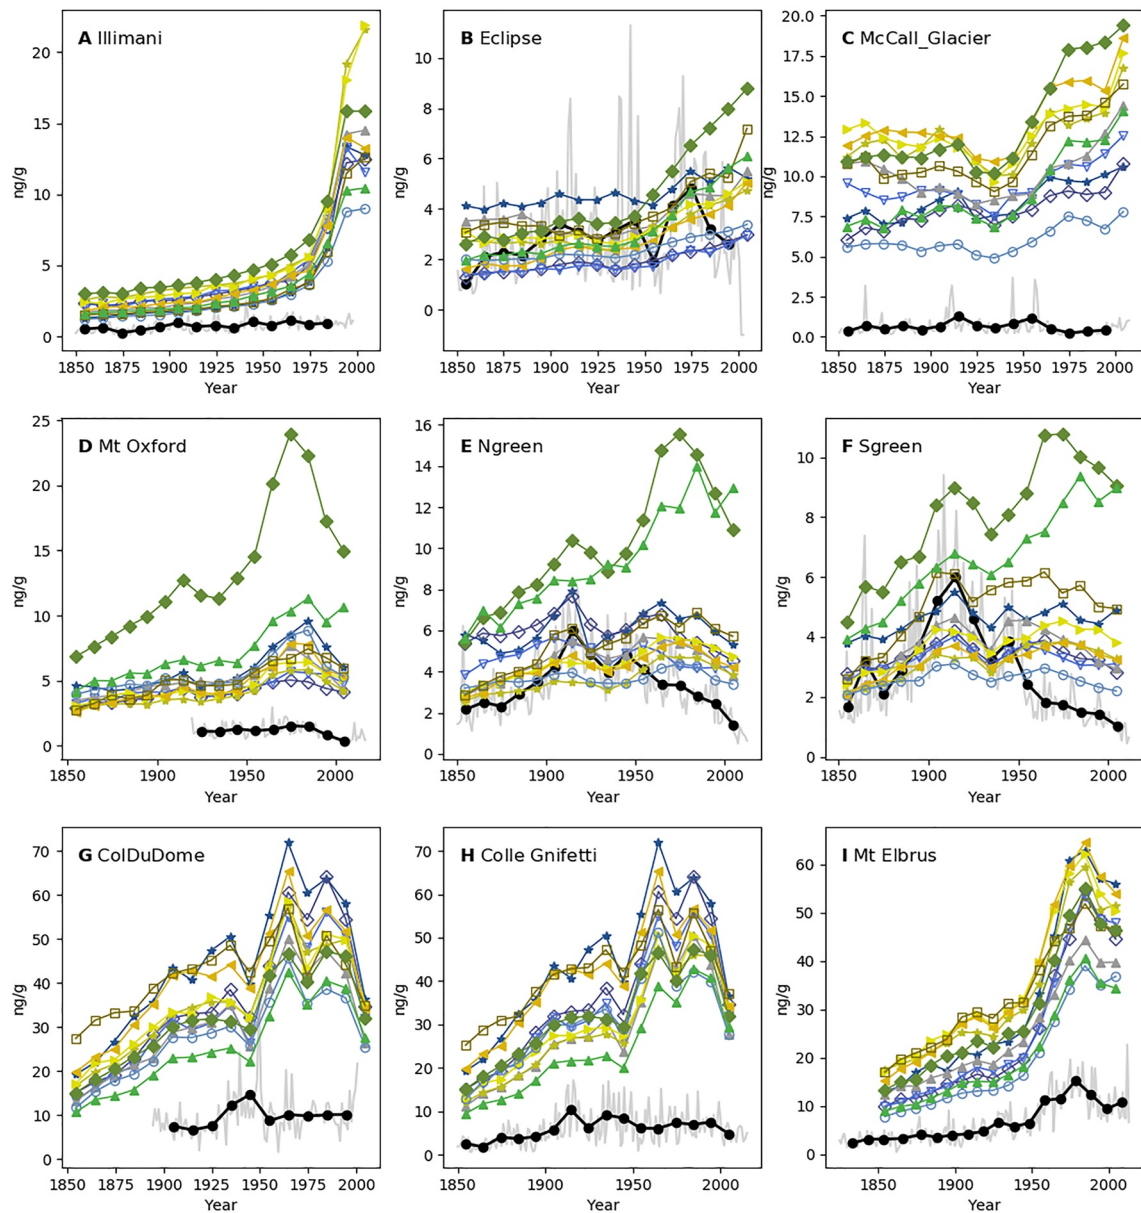 A Illimani
ng/g
20
15
10
5
0
1850 1875 1900 1925 1950 1975 2000
Year
B Eclipse
ng/g
10
8
6
4
2
0
1850 1875 1900 1925 1950 1975 2000
Year
C McCall_Glacier
ng/g
20.0
17.5
15.0
12.5
10.0
7.5
5.0
2.5
0.0
1850 1875 1900 1925 1950 1975 2000
Year
D Mt Oxford
ng/g
25
20
15
10
5
0
1850 1900 1950 2000
Year
E Ngreen
ng/g
16
14
12
10
8
6
4
2
0
1850 1900 1950 2000
Year
F Sgreen
ng/g
10
8
6
4
2
0
1850 1900 1950 2000
Year
G ColDuDome
ng/g
70
60
50
40
30
20
10
0
1850 1900 1950 2000
Year
H Colle Gnifetti
ng/g
70
60
50
40
30
20
10
0
1850 1900 1950 2000
Year
I Mt Elbrus
ng/g
60
50
40
30
20
10
0
1850 1900 1950 2000
Year